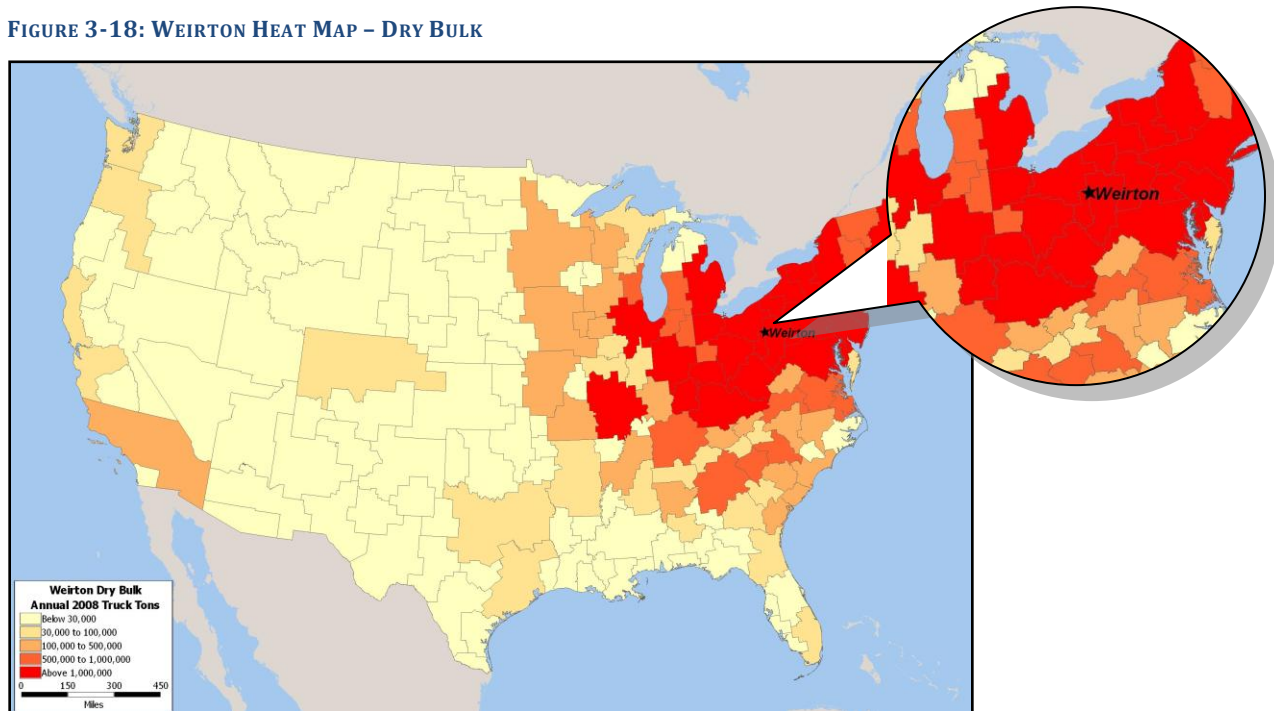 FIGURE 3-18: WEIRTON HEAT MAP – DRY BULK
Weirton
Weirton
Weirton Dry Bulk
Annual 2008 Truck Tons
Below 30,000
30,000 to 100,000
100,000 to 500,000
500,000 to 1,000,000
Above 1,000,000
0 150 300 450
Miles